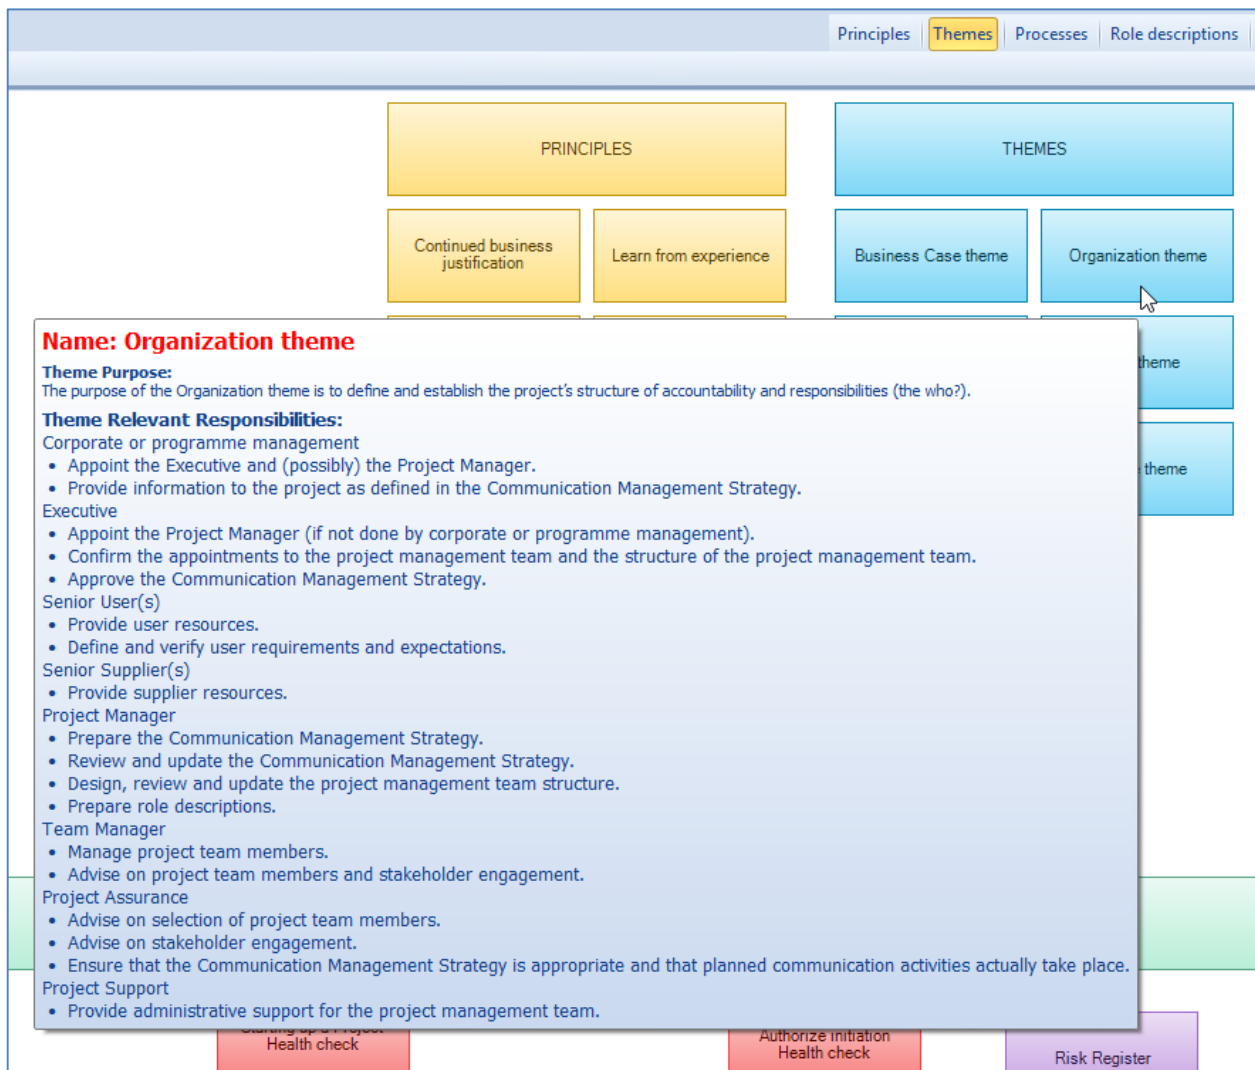 Principles
Themes
Processes
Role descriptions
PRINCIPLES
THEMES
Continued business
justification
Learn from experience
Business Case theme
Organization theme
theme
theme
Name: Organization theme
Theme Purpose:
The purpose of the Organization theme is to define and establish the project's structure of accountability and responsibilities (the who?).
Theme Relevant Responsibilities:
Corporate or programme management
• Appoint the Executive and (possibly) the Project Manager.
• Provide information to the project as defined in the Communication Management Strategy.
Executive
• Appoint the Project Manager (if not done by corporate or programme management).
• Confirm the appointments to the project management team and the structure of the project management team.
• Approve the Communication Management Strategy.
Senior User(s)
• Provide user resources.
• Define and verify user requirements and expectations.
Senior Supplier(s)
• Provide supplier resources.
Project Manager
• Prepare the Communication Management Strategy.
• Review and update the Communication Management Strategy.
• Design, review and update the project management team structure.
• Prepare role descriptions.
Team Manager
• Manage project team members.
• Advise on project team members and stakeholder engagement.
Project Assurance
• Advise on selection of project team members.
• Advise on stakeholder engagement.
• Ensure that the Communication Management Strategy is appropriate and that planned communication activities actually take place.
Project Support
• Provide administrative support for the project management team.
Starting up a Project
Health check
Authorize initiation
Health check
Risk Register